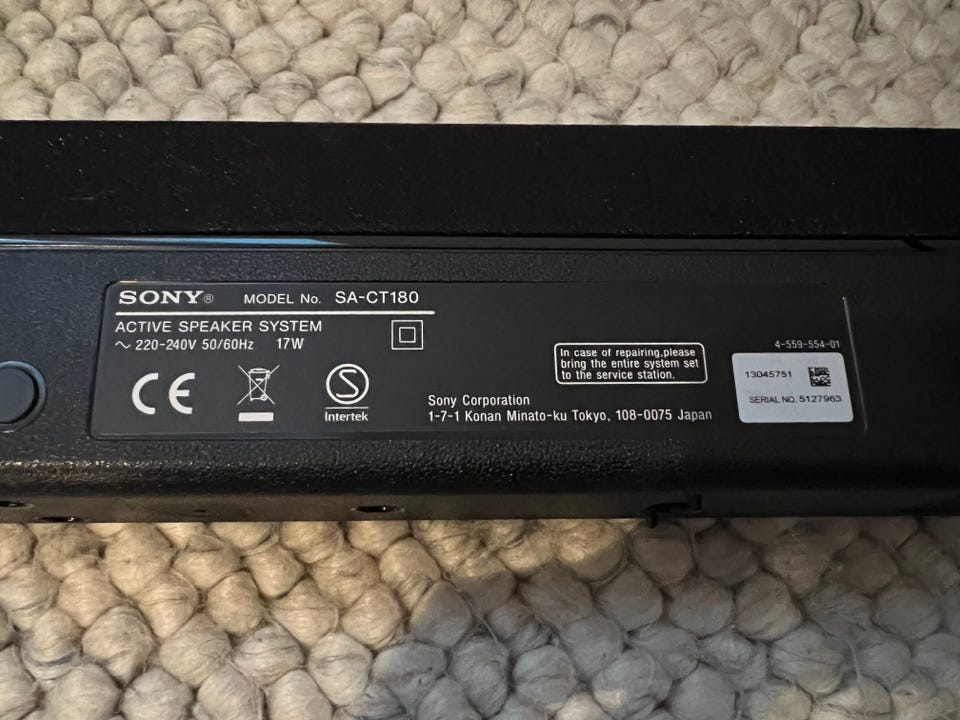 SONY® MODEL No. SA-CT180
ACTIVE SPEAKER SYSTEM
~ 220-240V 50/60Hz 17W
CE
Intertek
In case of repairing,please
bring the entire system set
to the service station.
Sony Corporation
1-7-1 Konan Minato-ku Tokyo, 108-0075 Japan
4-559-554-01
13045751
SERIAL NO. 5127963